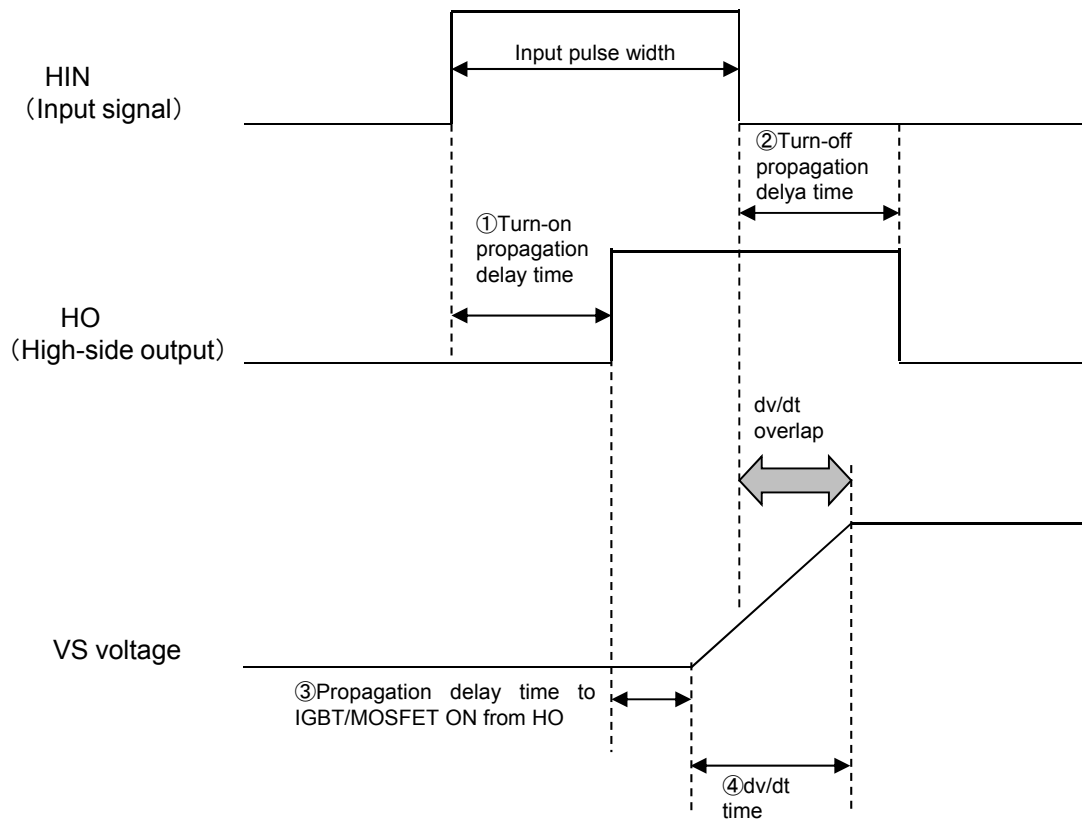 Input pulse width
HIN
（Input signal）
②Turn-off
propagation
delya time
①Turn-on
propagation
delay time
HO
（High-side output）
dv/dt
overlap
VS voltage
③Propagation delay time to
IGBT/MOSFET ON from HO
④dv/dt
time